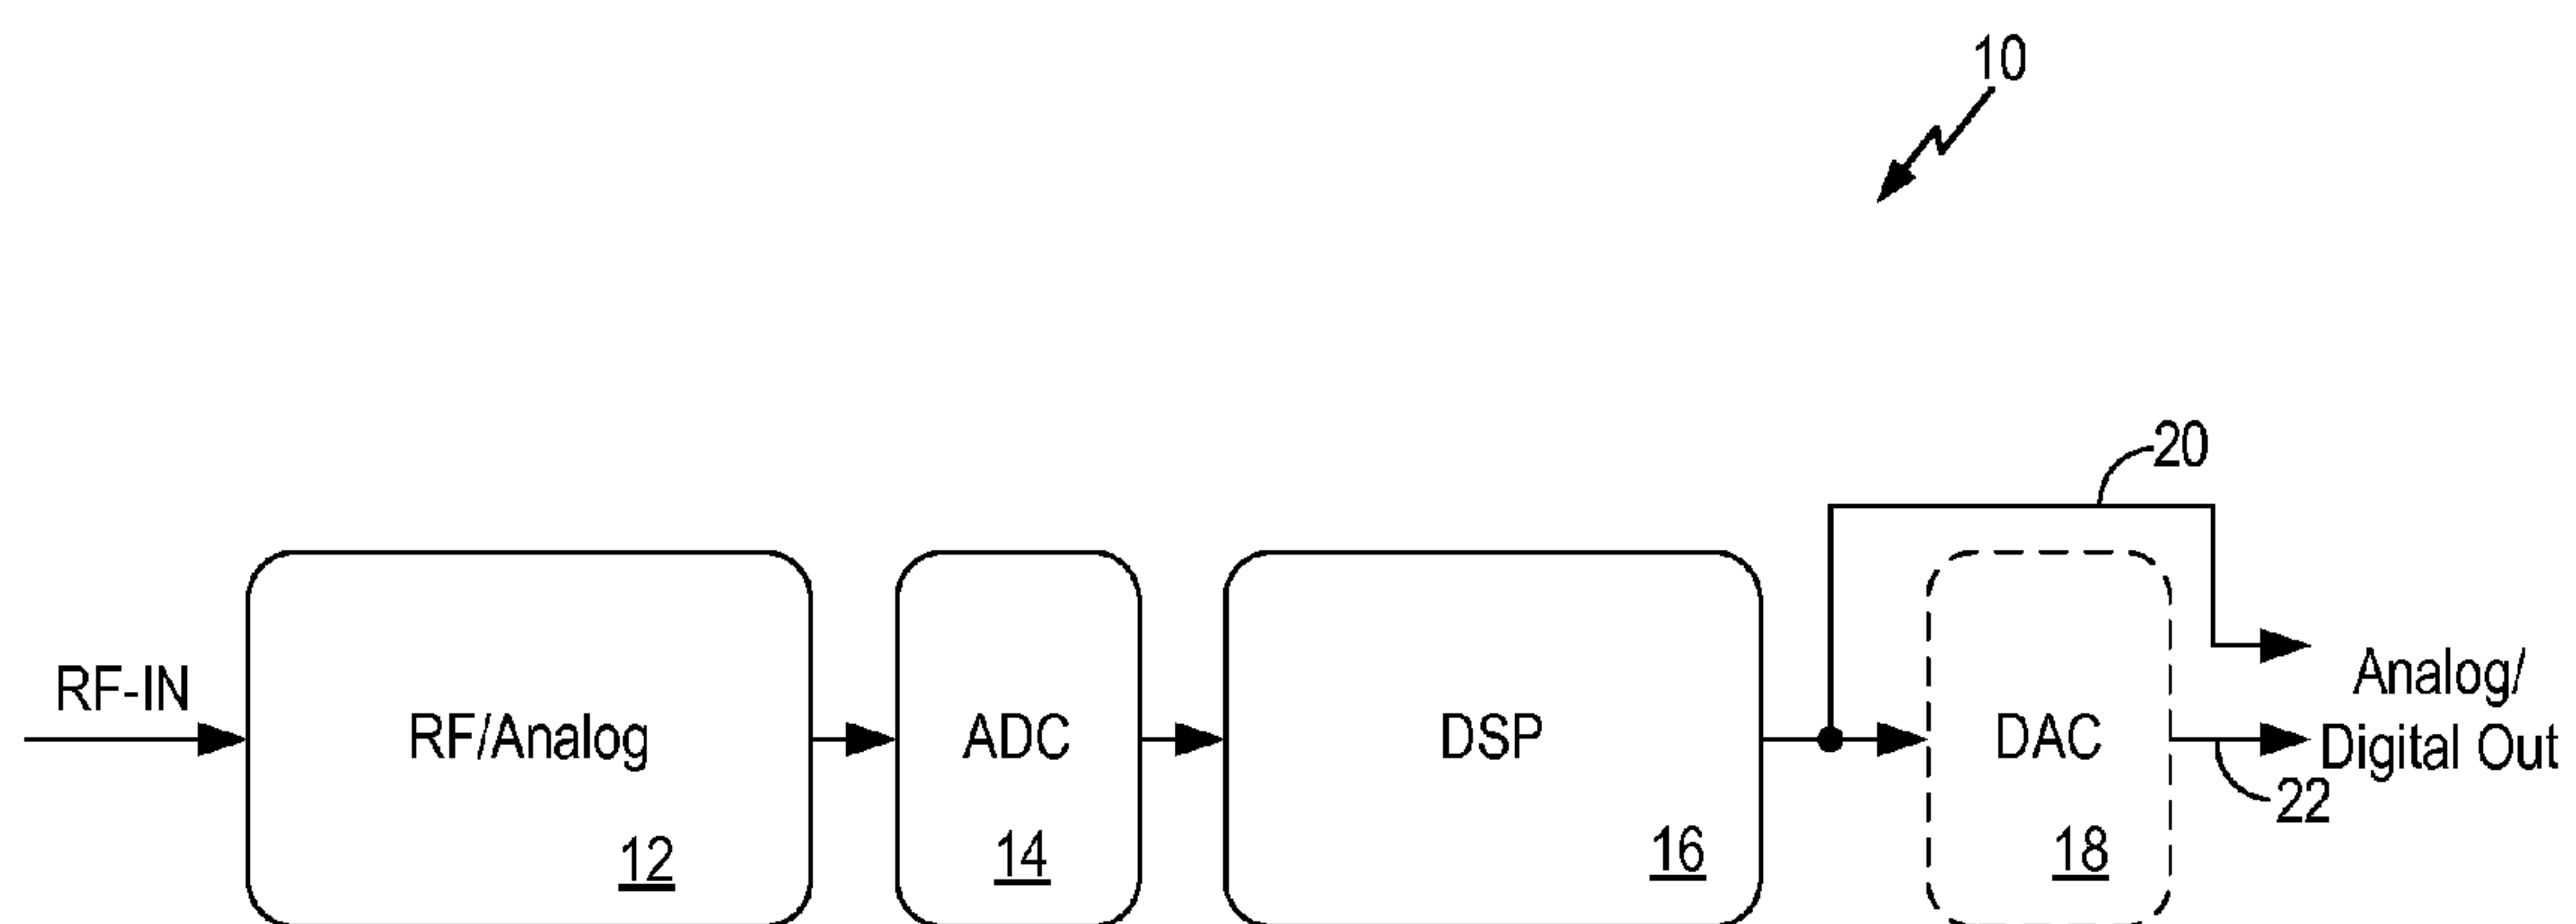 10
20
RF-IN
RF/Analog
12
ADC
14
DSP
16
DAC
18
Analog/
Digital Out
22